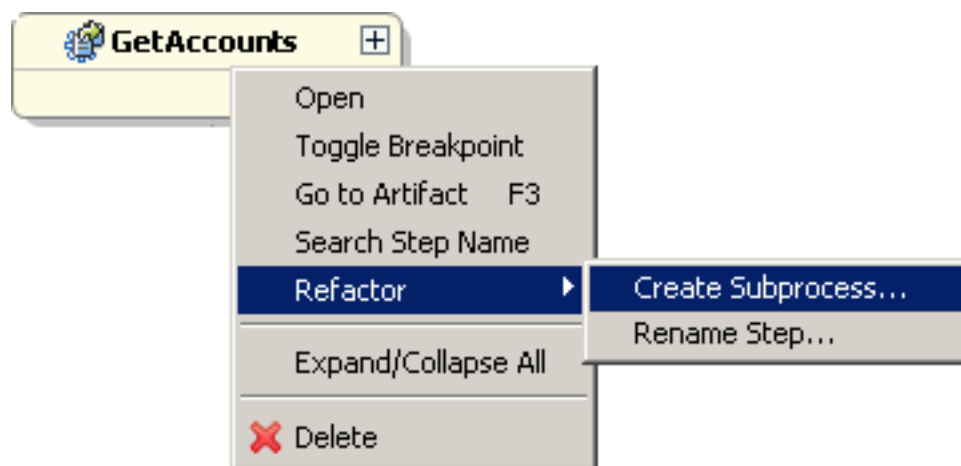 GetAccounts
Open
Toggle Breakpoint
Go to Artifact F3
Search Step Name
Refactor
Create Subprocess...
Rename Step...
Expand/Collapse All
Delete